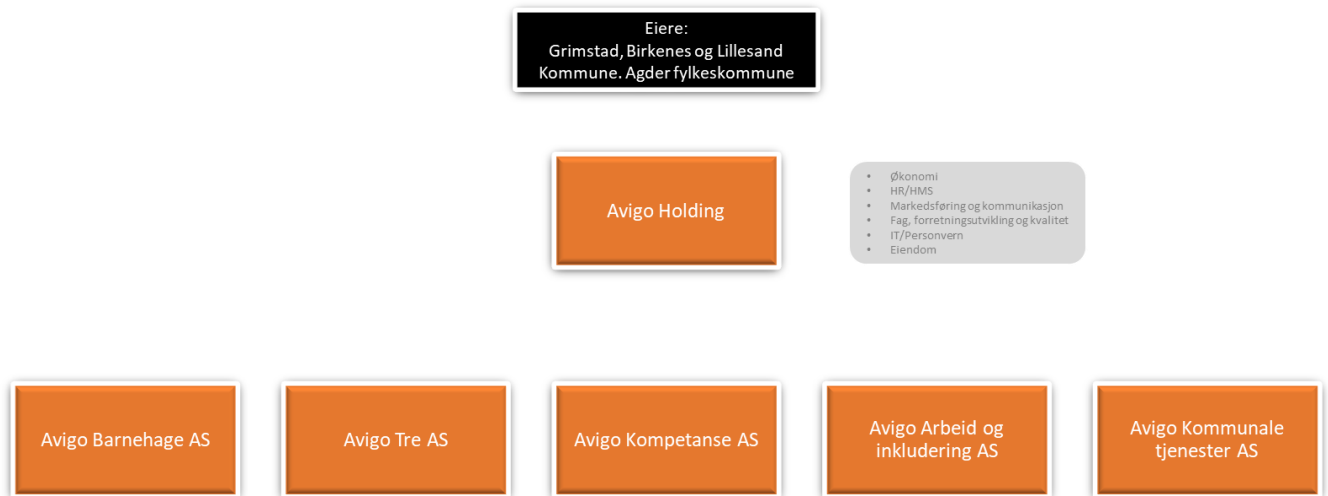 Eiere:
Grimstad, Birkenes og Lillesand
Kommune. Agder fylkeskommune
Avigo Holding
• Økonomi
• HR/HMS
• Markedsføring og kommunikasjon
• Fag, forretningsutvikling og kvalitet
• IT/Personvern
• Eiendom
Avigo Barnehage AS
Avigo Tre AS
Avigo Kompetanse AS
Avigo Arbeid og
inkludering AS
Avigo Kommunale
tjenester AS